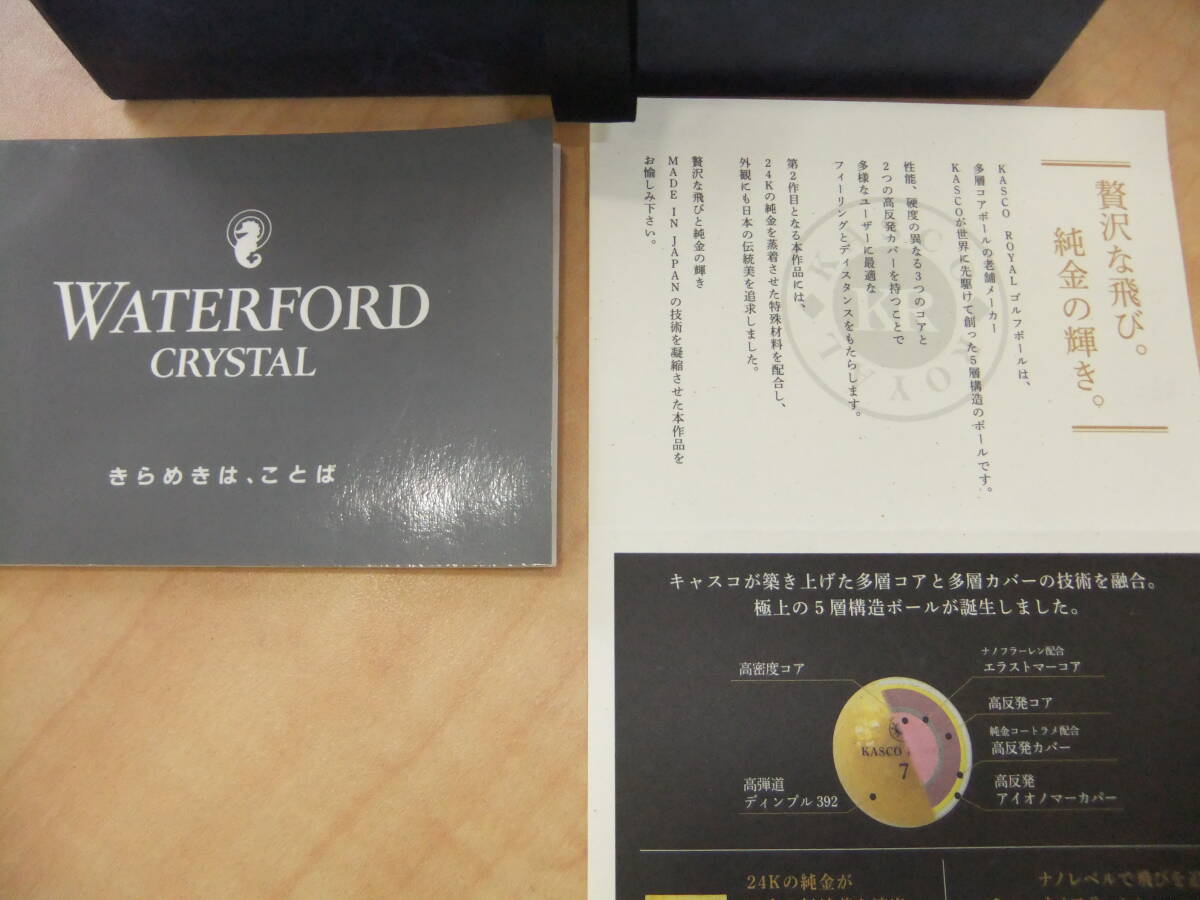 WATERFORD
CRYSTAL
きらめきは、ことば
贅沢な飛び。
純金の輝き。
KASCO ROYAL ゴルフボールは、
多層コアボールの老舗メーカー
KASCOが世界に先駆けて創った5層構造のボールです。
性能、硬度の異なる3つのコアと
2つの高反発カバーを持つことで
多様なユーザーに最適な
フィーリングとディスタンスをもたらします。
第2作目となる本作品には、
24Kの純金を蒸着させた特殊材料を配合し、
外観にも日本の伝統美を追求しました。
贅沢な飛びと純金の輝き
MADE IN JAPANの技術を凝縮させた本作品を
お愉しみ下さい。
KASCO ROYAL
KR
キャスコが築き上げた多層コアと多層カバーの技術を融合。
極上の5層構造ボールが誕生しました。
高密度コア
ナノフラーレン配合
エラストマーコア
高反発コア
純金コートラメ配合
高反発カバー
高反発
アイオノマーカバー
高弾道
ディンプル392
KASCO
7
24Kの純金が
ナノレベルで飛びを